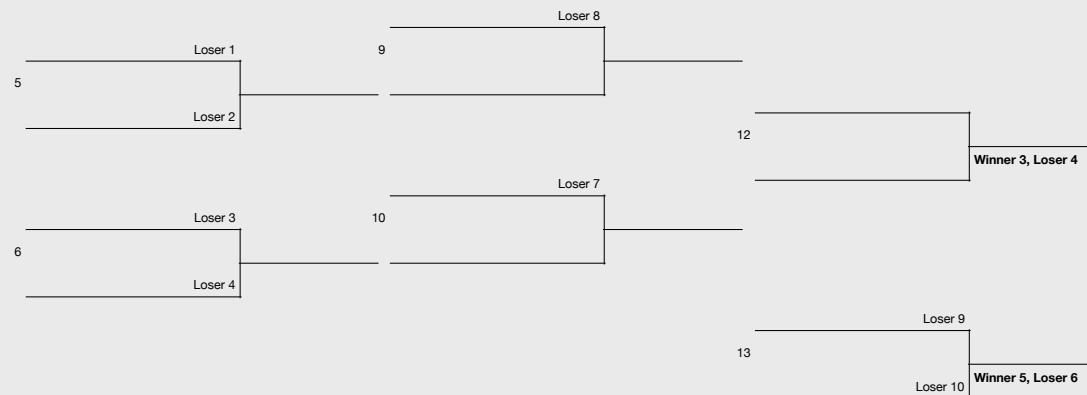 Loser 8
Loser 1
9
5
Loser 2
12
Winner 3, Loser 4
Loser 7
Loser 3
10
6
Loser 4
Loser 9
13
Winner 5, Loser 6
Loser 10